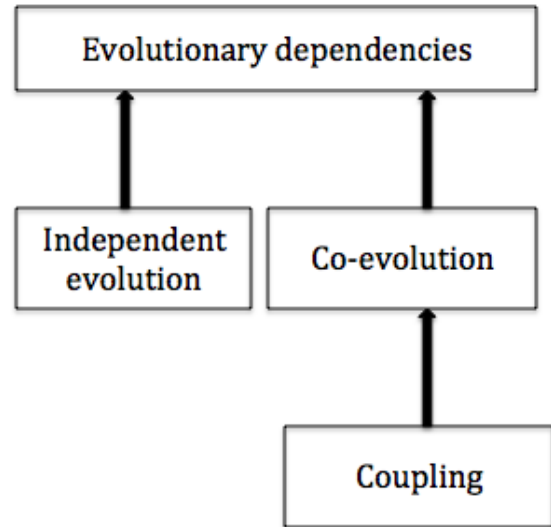 Evolutionary dependencies
Independent
evolution
Co-evolution
Coupling